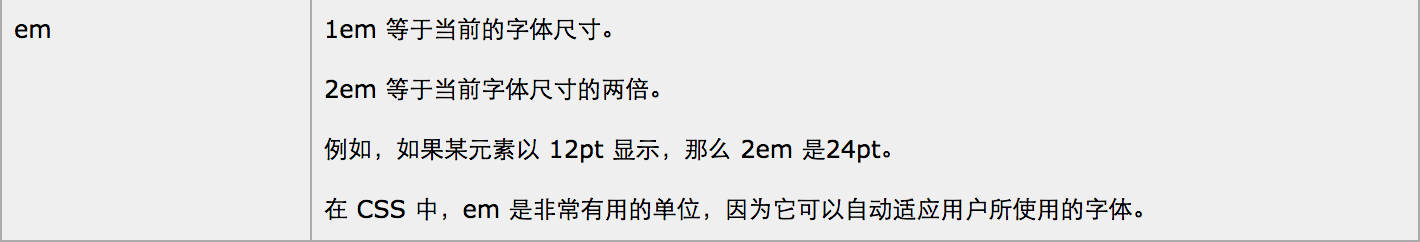 em
1em 等于当前的字体尺寸。
2em 等于当前字体尺寸的两倍。
例如，如果某元素以 12pt 显示，那么 2em 是24pt。
在 CSS 中，em 是非常有用的单位，因为它可以自动适应用户所使用的字体。